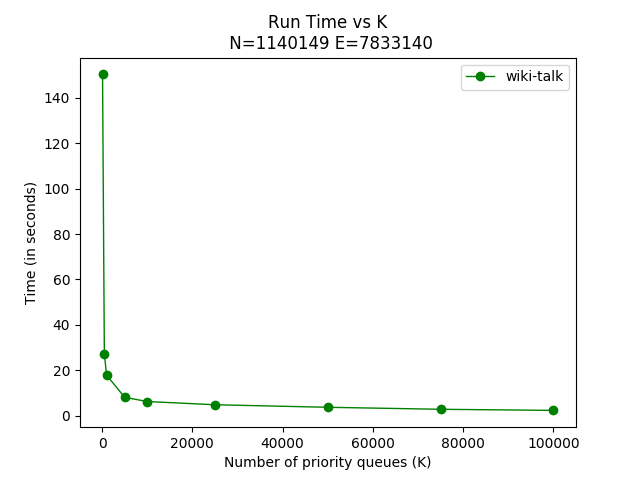 Run Time vs K
N=1140149 E=7833140
wiki-talk
140
120
100
80
60
40
20
0
Time (in seconds)
0 20000 40000 60000 80000 100000
Number of priority queues (K)